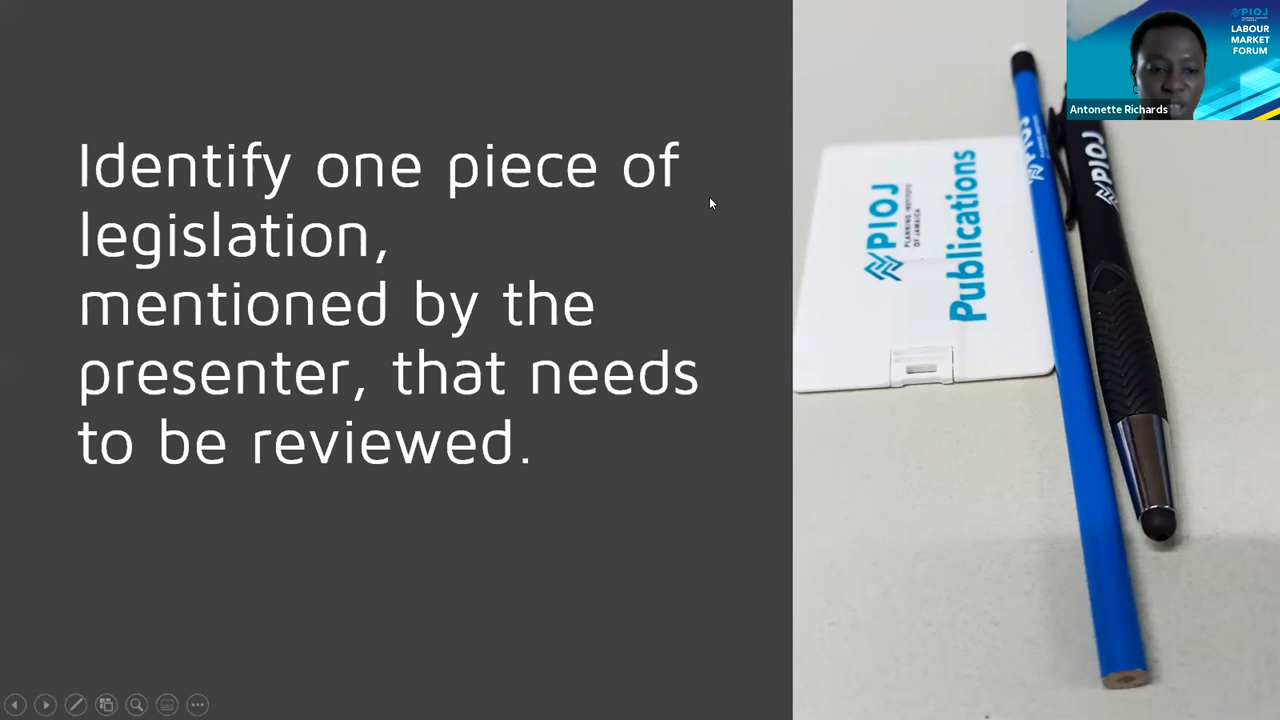 Identify one piece of
legislation,
mentioned by the
presenter, that needs
to be reviewed.
PIOJ
PLANNING INSTITUTE
OF JAMAICA
Publications
PIOJ
PIOJ
PIOJ
LABOUR
MARKET
FORUM
Antonette Richards